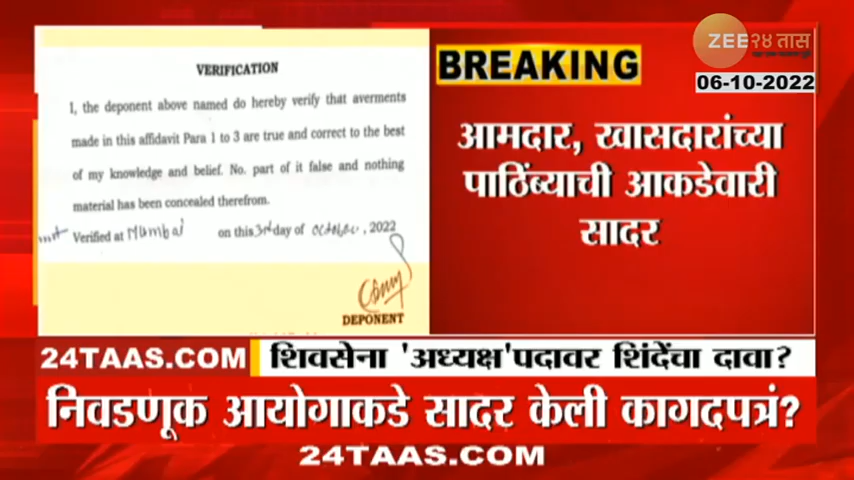 VERIFICATION
I, the deponent above named do hereby verify that averments
made in this affidavit Para 1 to 3 are true and correct to the best
of my knowledge and belief. No. part of it false and nothing
material has been concealed therefrom.
Verified at Mumbai on this 3rd day of October, 2022
DEPONENT
BREAKING
ZEE २४ तास
06-10-2022
आमदार, खासदारांच्या
पाठिंब्याची आकडेवारी
सादर
24TAAS.COM शिवसेना 'अध्यक्ष'पदावर शिंदेंचा दावा?
निवडणूक आयोगाकडे सादर केली कागदपत्रं?
24TAAS.COM